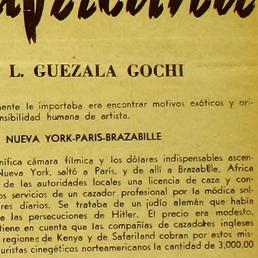 L. GUEZALA GOCHI
mente le importaba era encontrar motivos exóticos y ori
nsibilidad humana de artista.
NUEVA YORK-PARIS-BRAZABILLE
nífica cámara fílmica y los dólares indispensables ascen
Nueva York, saltó a París, y de allí a Brazabille, Africa
de las autoridades locales una licencia de caza y con
os servicios de un cazador profesional por la módica sol
res diarios. Se trataba de un judío alemán que había
a las persecuciones de Hitler. El precio era modesto,
tiene en cuenta que las compañías de cazadores ingleses
regiones de Kenya y Safariland cobran por estos mis
uristas cinegéticos norteamericanos la cantidad de 3,000.00